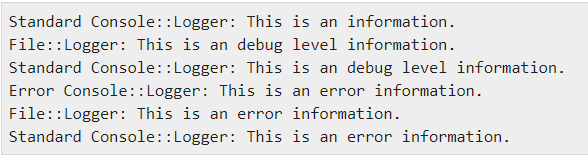 Standard Console::Logger: This is an information.
File::Logger: This is an debug level information.
Standard Console::Logger: This is an debug level information.
Error Console::Logger: This is an error information.
File::Logger: This is an error information.
Standard Console::Logger: This is an error information.